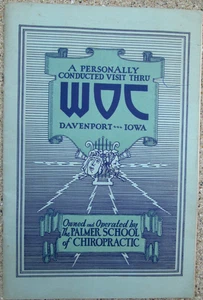 A PERSONALLY
CONDUCTED VISIT THRU
WOC
DAVENPORT --- IOWA
Owned and Operated by
The PALMER SCHOOL
of CHIROPRACTIC